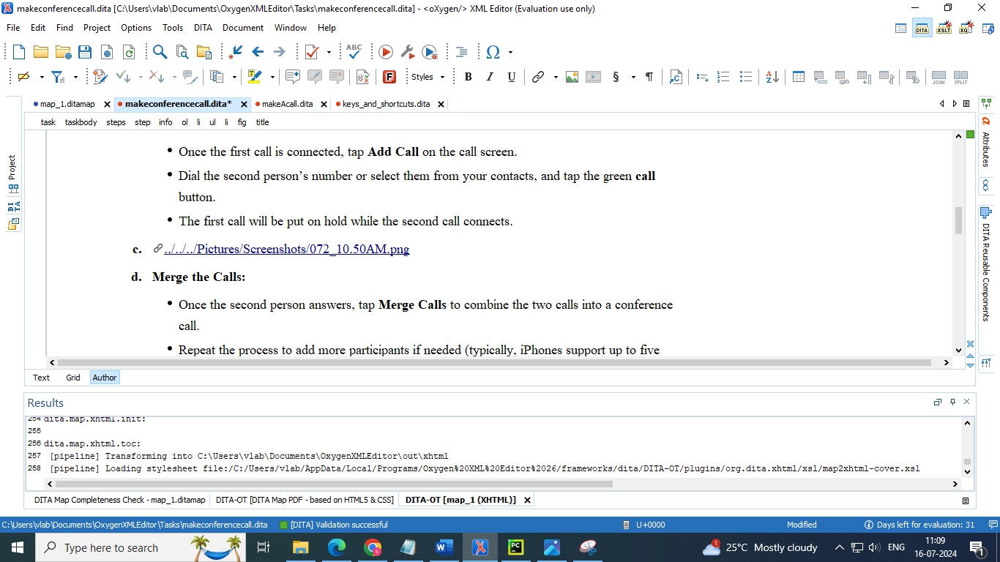 makeconferencecall.dita [C:\Users\vlab\Documents\OxygenXMLEditor\Tasks\makeconferencecall.dita] - <oXygen/> XML Editor (Evaluation use only)
File Edit Find Project Options Tools DITA Document Window Help
DITA XSLT XQ
ABC
Styles B I U § ¶ JOIN SPLIT
map_1.ditamap makeconferencecall.dita* makeAcall.dita keys_and_shortcuts.dita
task taskbody steps step info ol li ul li fig title
Project
DITA
• Once the first call is connected, tap Add Call on the call screen.
• Dial the second person’s number or select them from your contacts, and tap the green call
button.
• The first call will be put on hold while the second call connects.
c. ../../../Pictures/Screenshots/072_10.50AM.png
d. Merge the Calls:
• Once the second person answers, tap Merge Calls to combine the two calls into a conference
call.
• Repeat the process to add more participants if needed (typically, iPhones support up to five
Attributes
DITA Reusable Components
Text Grid Author
Results
254 dita.map.xhtml.init:
255
256 dita.map.xhtml.toc:
257 [pipeline] Transforming into C:\Users\vlab\Documents\OxygenXMLEditor\out\xhtml
258 [pipeline] Loading stylesheet file:/C:/Users/vlab/AppData/Local/Programs/Oxygen%20XML%20Editor%2026/frameworks/dita/DITA-OT/plugins/org.dita.xhtml/xsl/map2xhtml-cover.xsl
DITA Map Completeness Check - map_1.ditamap DITA-OT [DITA Map PDF - based on HTML5 & CSS] DITA-OT [map_1 (XHTML)]
C:\Users\vlab\Documents\OxygenXMLEditor\Tasks\makeconferencecall.dita [DITA] Validation successful U+0000 Modified Days left for evaluation: 31
Type here to search 25°C Mostly cloudy ENG 11:09
16-07-2024